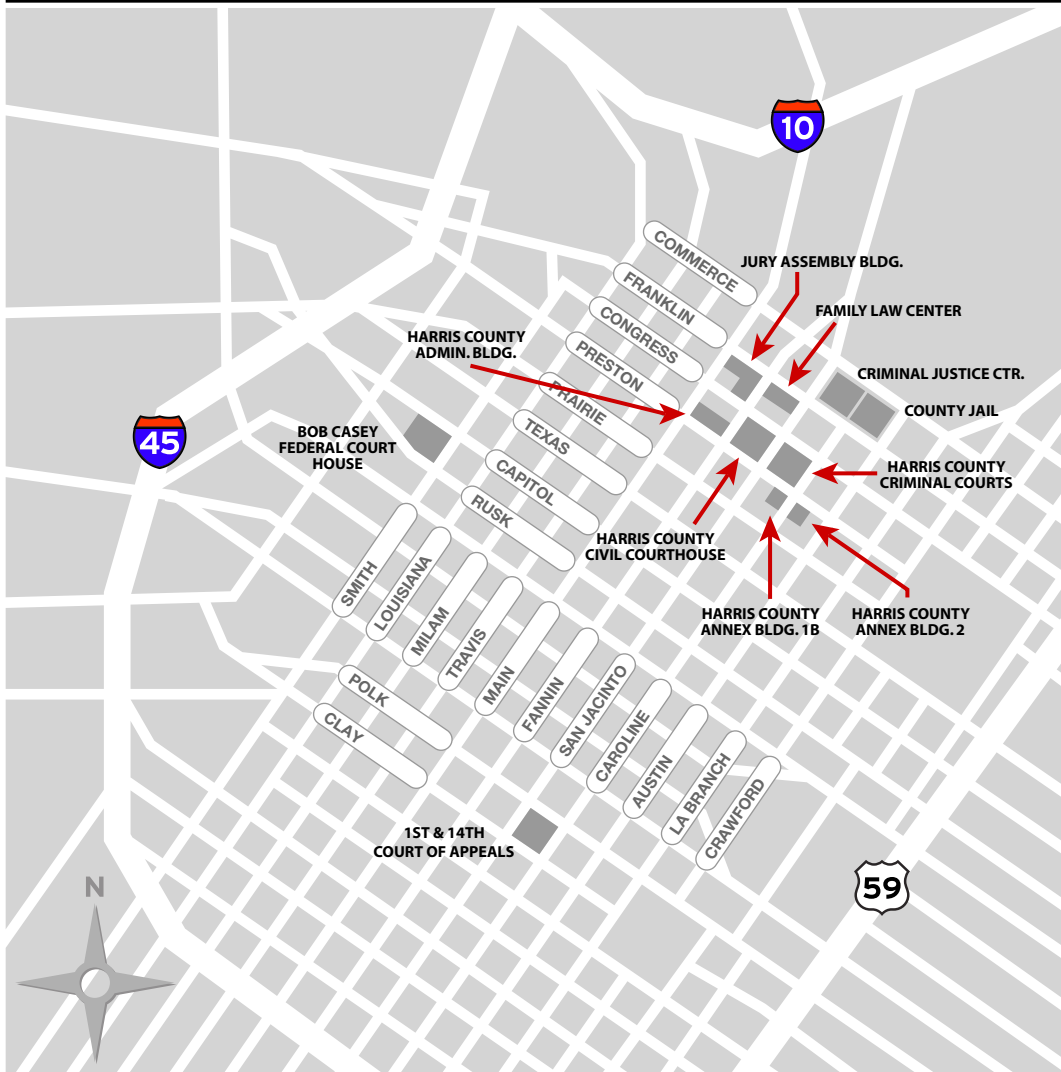 10
COMMERCE
JURY ASSEMBLY BLDG.
FRANKLIN
FAMILY LAW CENTER
CONGRESS
HARRIS COUNTY
ADMIN. BLDG.
PRESTON
CRIMINAL JUSTICE CTR.
PRAIRIE
COUNTY JAIL
45
BOB CASEY
FEDERAL COURT
HOUSE
TEXAS
CAPITOL
HARRIS COUNTY
CRIMINAL COURTS
RUSK
HARRIS COUNTY
CIVIL COURTHOUSE
SMITH
LOUISIANA
MILAM
TRAVIS
MAIN
FANNIN
SAN JACINTO
CAROLINE
AUSTIN
LA BRANCH
CRAWFORD
HARRIS COUNTY
ANNEX BLDG. 1B
HARRIS COUNTY
ANNEX BLDG. 2
POLK
CLAY
1ST & 14TH
COURT OF APPEALS
59
N